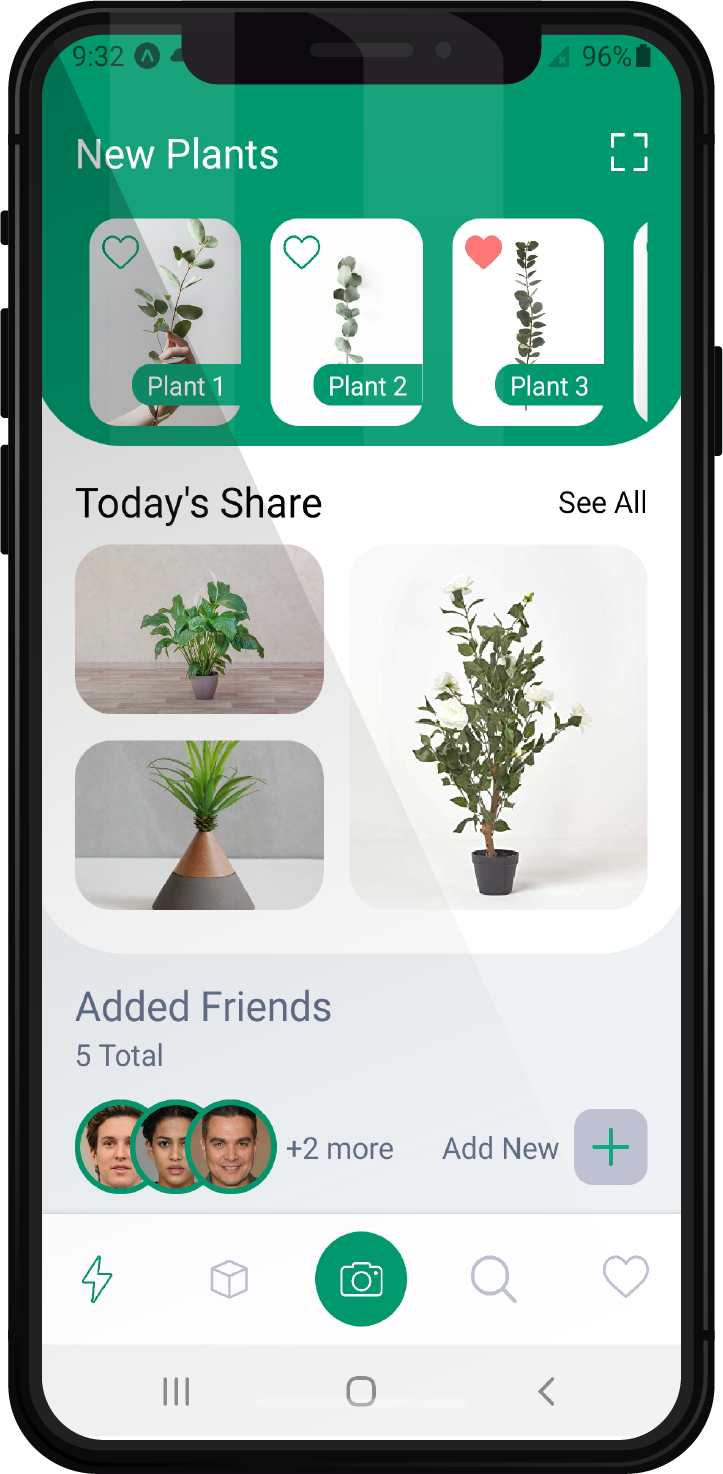 9:32
96%
New Plants
Plant 1
Plant 2
Plant 3
Today's Share
See All
Added Friends
5 Total
+2 more
Add New